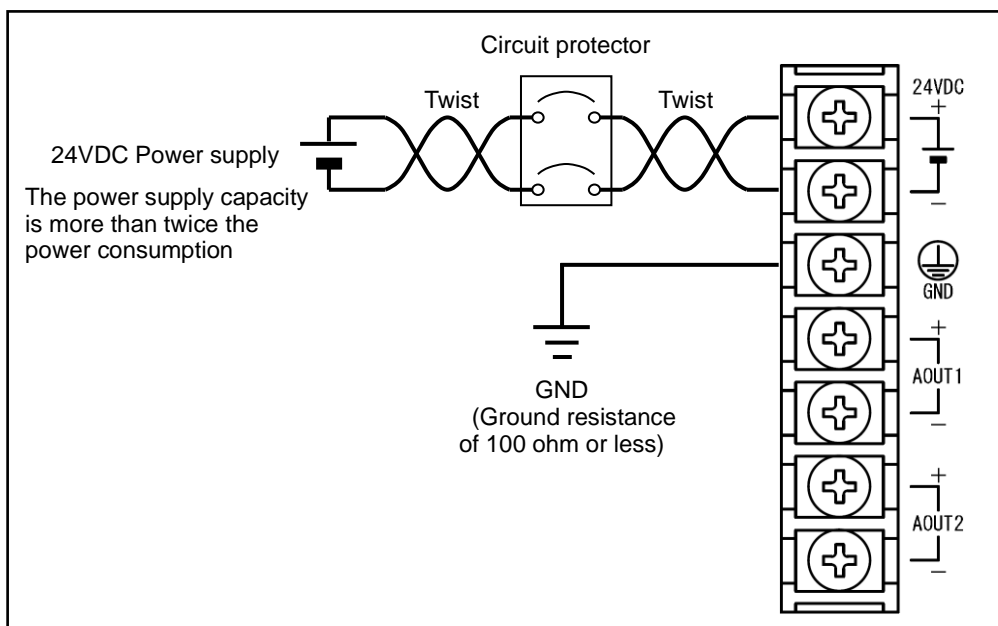 Circuit protector
Twist
Twist
24VDC Power supply
The power supply capacity
is more than twice the
power consumption
GND
(Ground resistance
of 100 ohm or less)
24VDC
+
−
GND
+
AOUT1
−
+
AOUT2
−